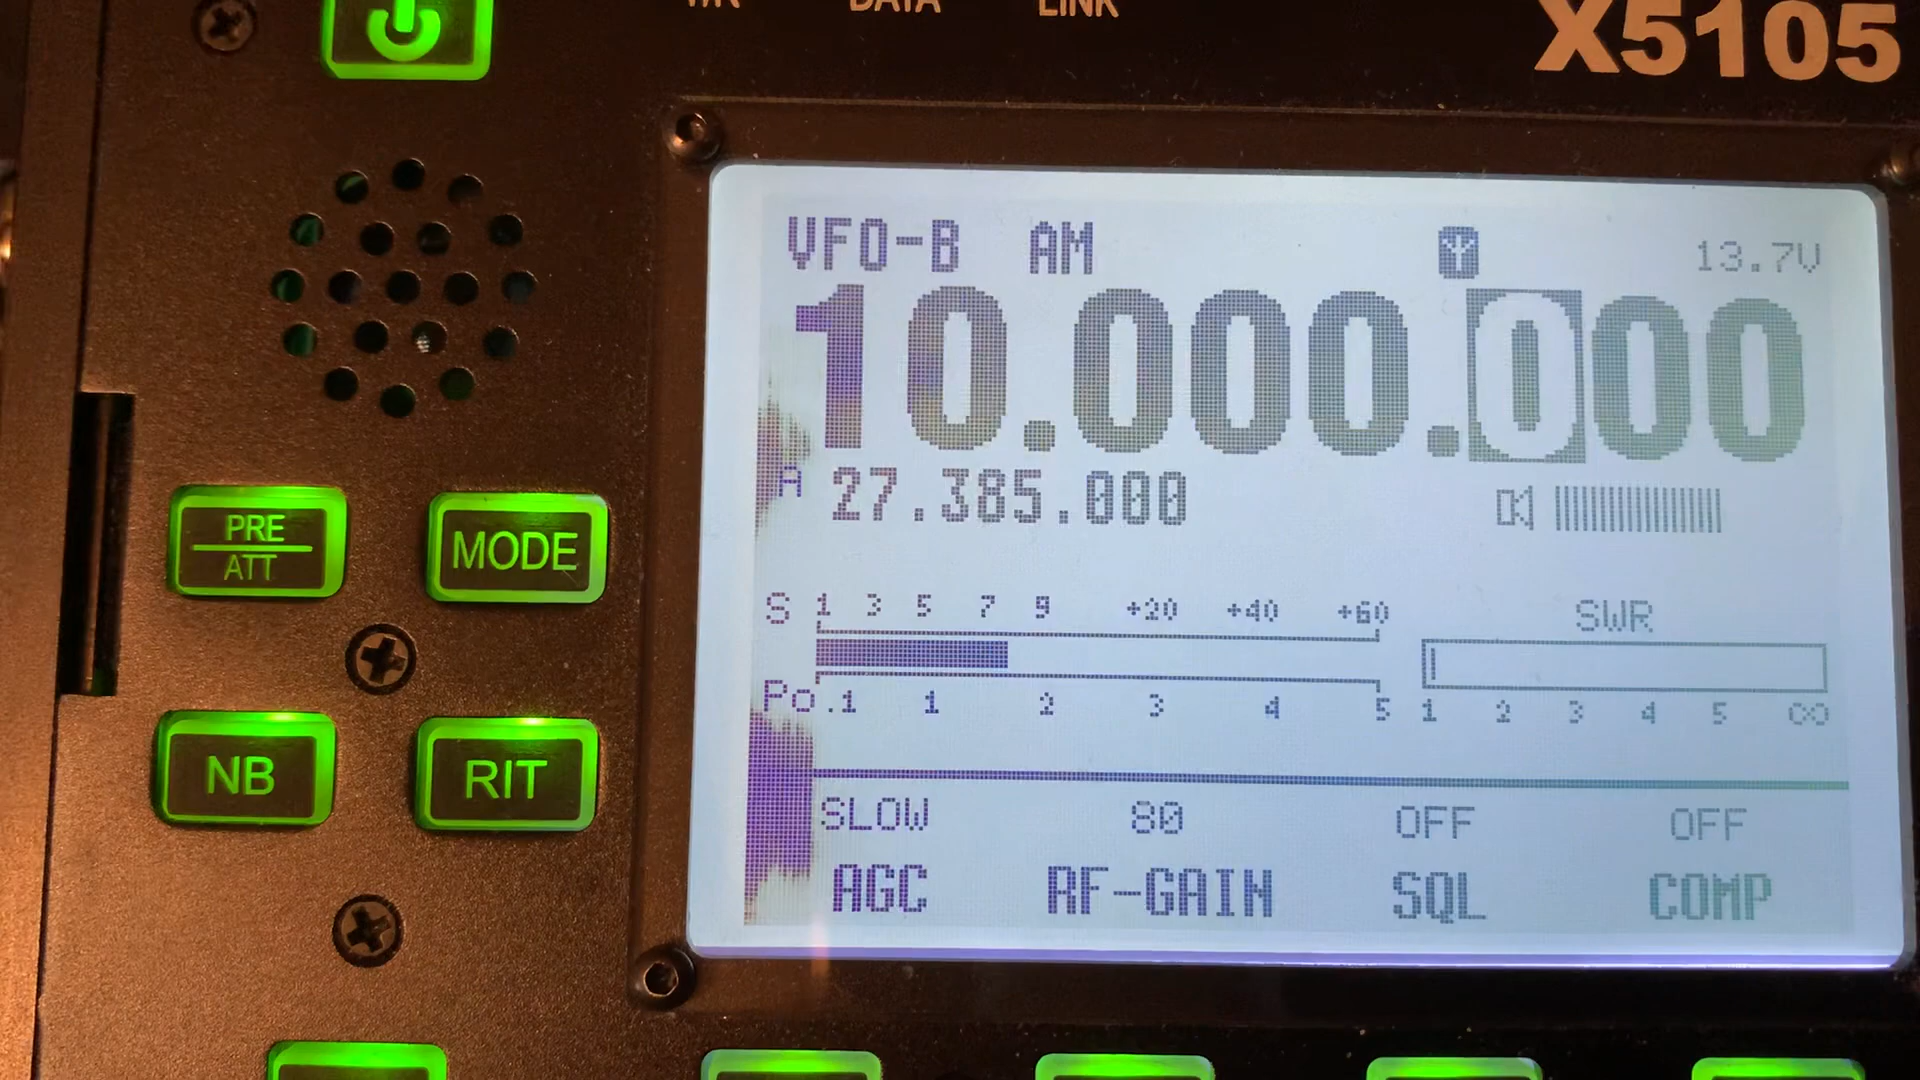 DATA LINK
X5105
VFO-B AM 13.7V
10.000.000
A 27.385.000
PRE
ATT
MODE
S 1 3 5 7 9 +20 +40 +60 SWR
Po .1 1 2 3 4 5 1 2 3 4 5 ∞
NB
RIT
SLOW 80 OFF OFF
AGC RF-GAIN SQL COMP